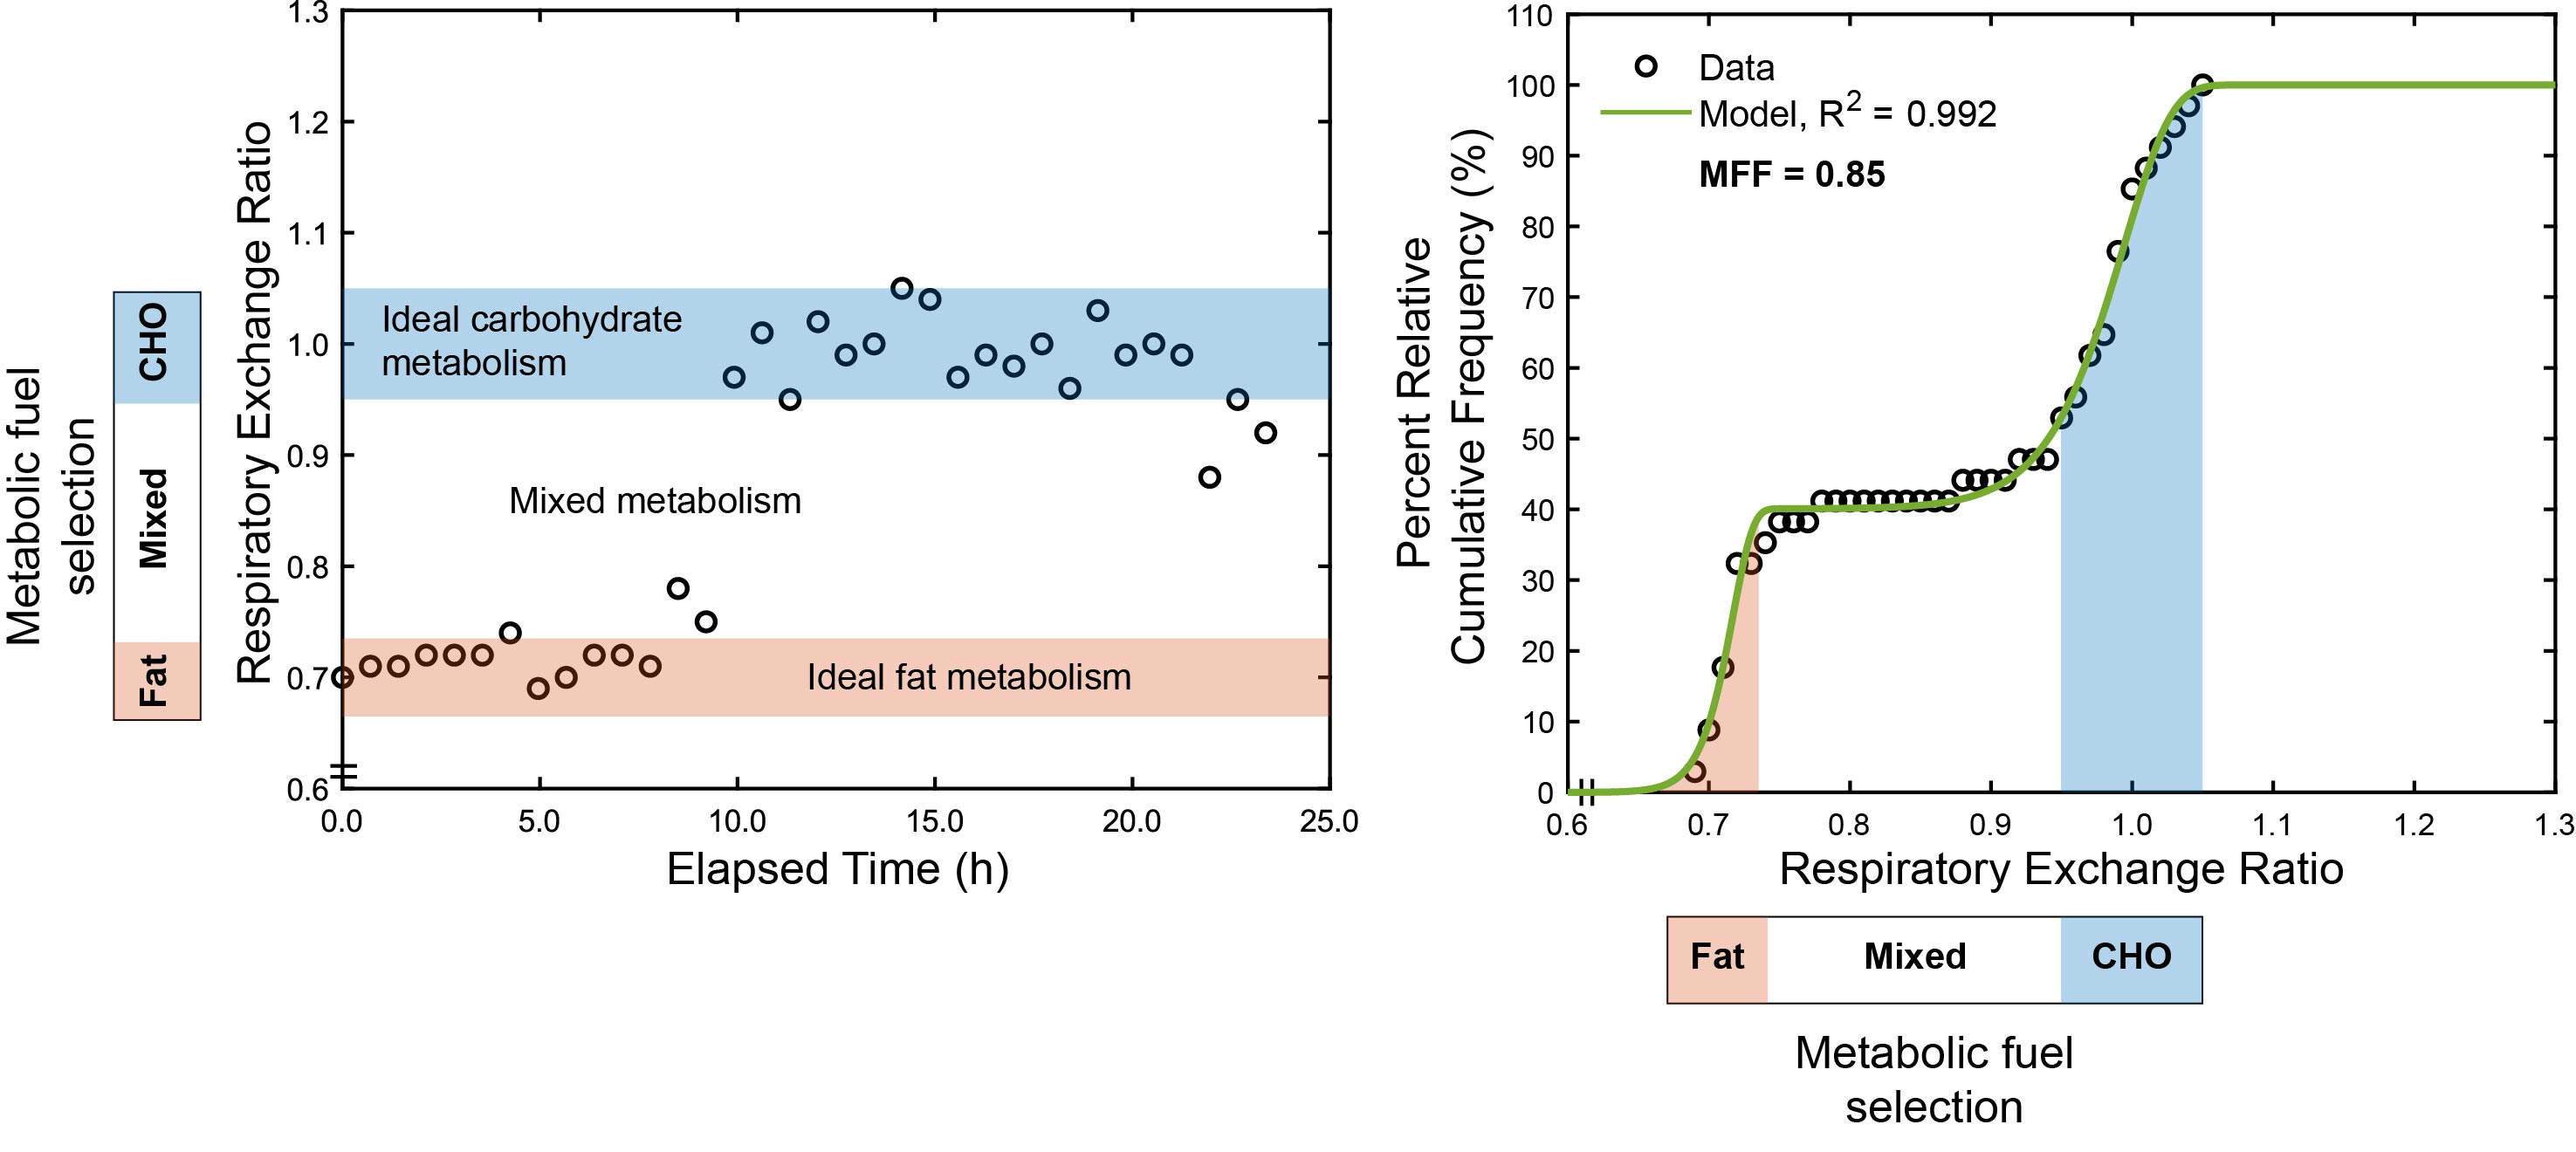 Metabolic fuel
selection
CHO
Mixed
Fat
Respiratory Exchange Ratio
1.3
1.2
1.1
1.0
0.9
0.8
0.7
0.6
Ideal carbohydrate
metabolism
Mixed metabolism
Ideal fat metabolism
0.0 5.0 10.0 15.0 20.0 25.0
Elapsed Time (h)
Percent Relative
Cumulative Frequency (%)
110
100
90
80
70
60
50
40
30
20
10
0
Data
Model, R² = 0.992
MFF = 0.85
0.6 0.7 0.8 0.9 1.0 1.1 1.2 1.3
Respiratory Exchange Ratio
Fat Mixed CHO
Metabolic fuel
selection